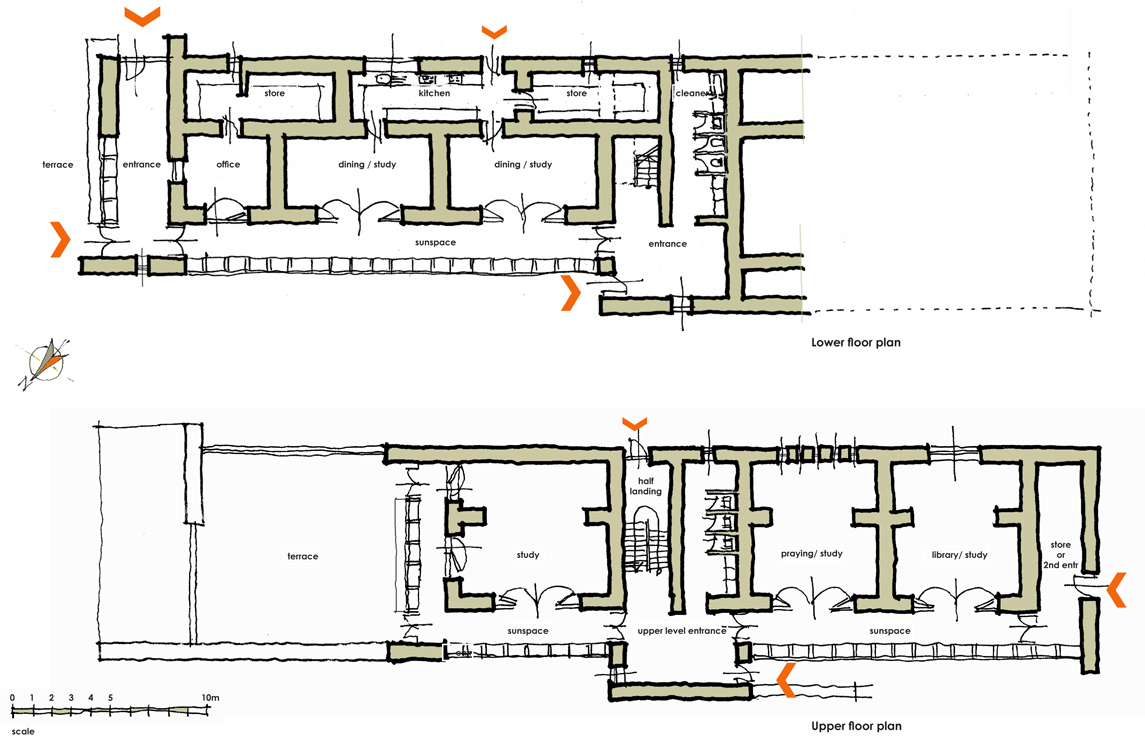 store
kitchen
store
cleaner
terrace
entrance
office
dining / study
dining / study
sunspace
entrance
Lower floor plan
N
half
landing
terrace
study
praying/ study
library/ study
store
or
2nd entr
sunspace
upper level entrance
sunspace
0 1 2 3 4 5 10m
scale
Upper floor plan